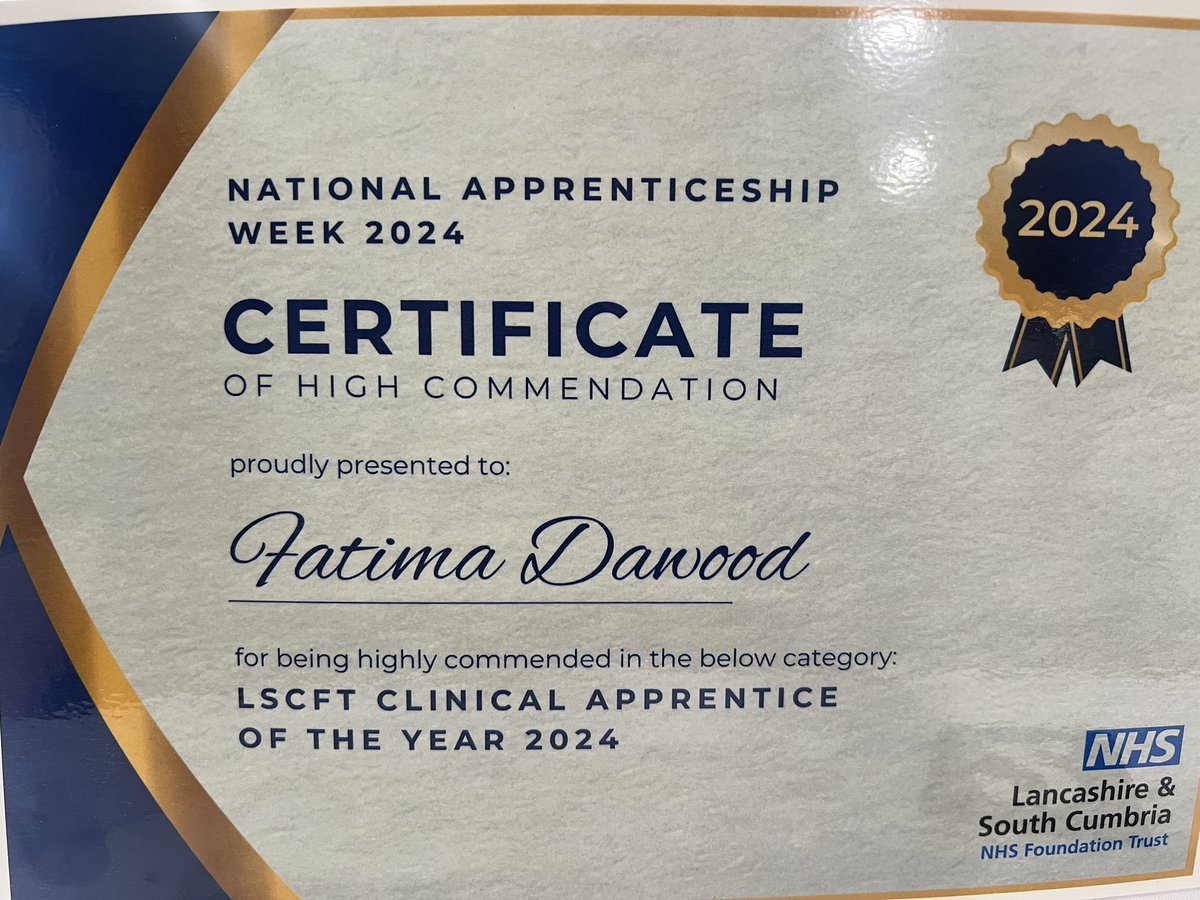 NATIONAL APPRENTICESHIP
WEEK 2024
2024
CERTIFICATE
OF HIGH COMMENDATION
proudly presented to:
Fatima Dawood
for being highly commended in the below category:
LSCFT CLINICAL APPRENTICE
OF THE YEAR 2024
NHS
Lancashire &
South Cumbria
NHS Foundation Trust